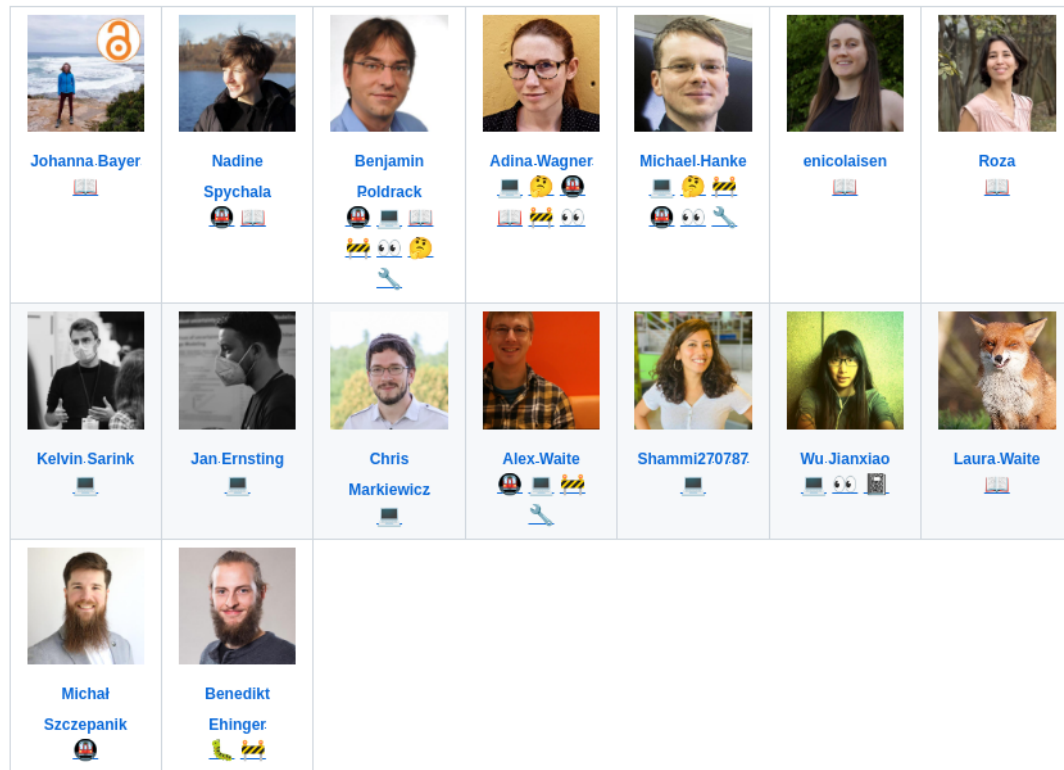 Johanna Bayer
📖
Nadine
Spychala
🚇 📖
Benjamin
Poldrack
🚇 💻 📖
🚧 👀 🤔
🔧
Adina Wagner
💻 🤔 🚇
📖 🚧 👀
Michael Hanke
💻 🤔 🚧
🚇 👀 🔧
enicolaisen
📖
Roza
📖
Kelvin Sarink
💻
Jan Ernsting
💻
Chris
Markiewicz
💻
Alex Waite
🚇 💻 🚧
🔧
Shammi270787
💻
Wu Jianxiao
💻 👀 📓
Laura Waite
📖
Michał
Szczepanik
🚇
Benedikt
Ehinger
🐛 🚧